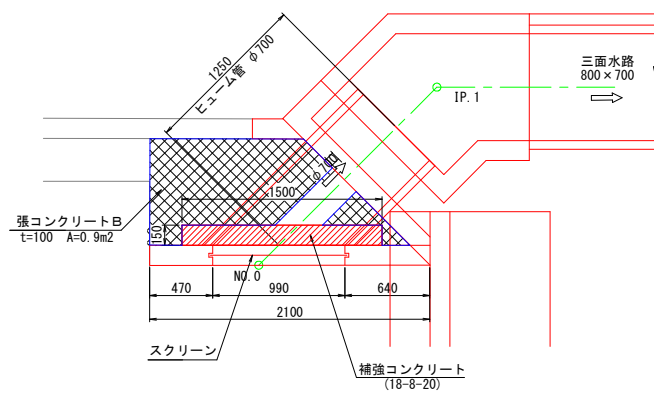 1250
ヒューム管 φ700
三面水路
800×700
IP.1
φ700
1500
張コンクリートB
t=100 A=0.9m2
150
NO.0
470
990
640
2100
スクリーン
補強コンクリート
(18-8-20)